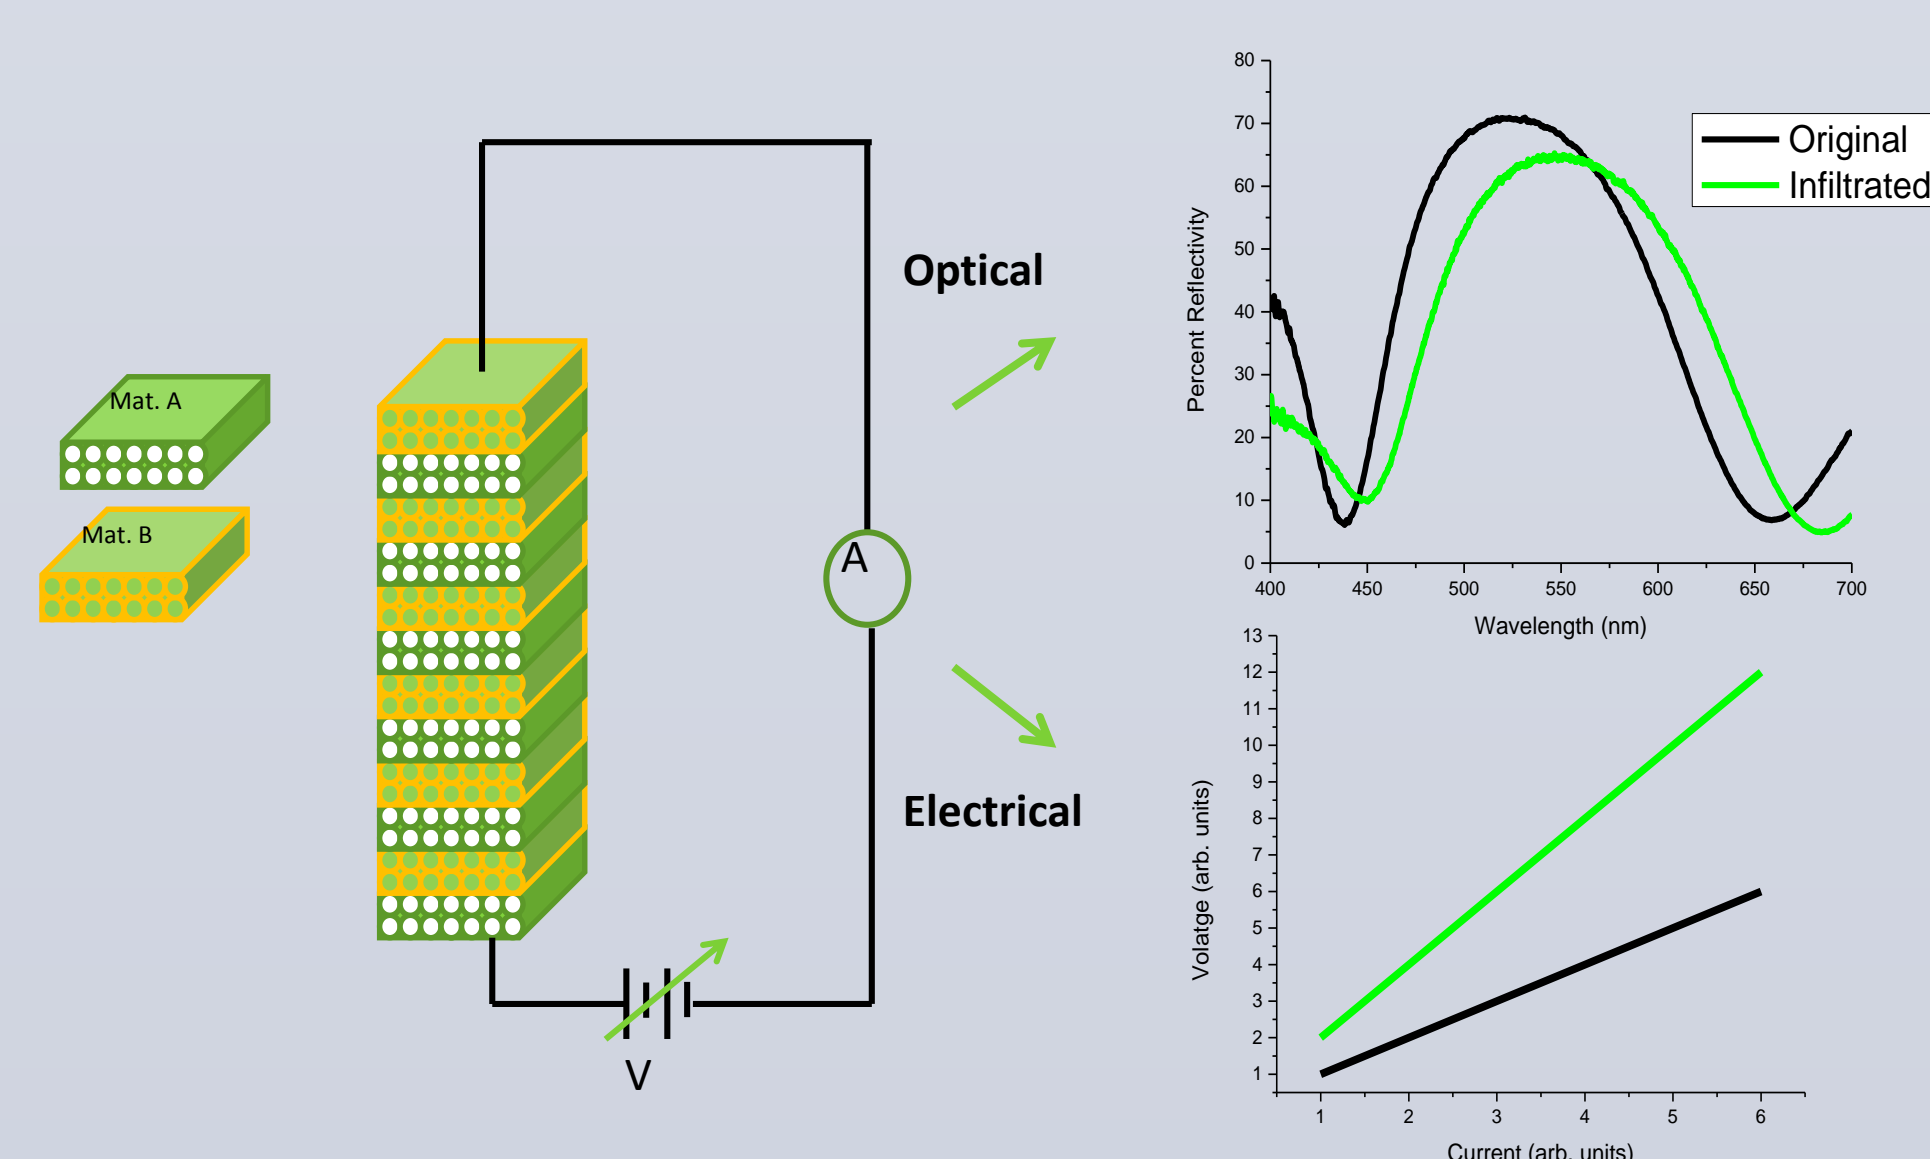 Mat. A
Mat. B
Optical
Electrical
A
V
80
70
60
50
40
30
20
10
0
Percent Reflectivity
Original
Infiltrated
400 450 500 550 600 650 700
Wavelength (nm)
13
12
11
10
9
8
7
6
5
4
3
2
1
Volatge (arb. units)
1 2 3 4 5 6
Current (arb. units)